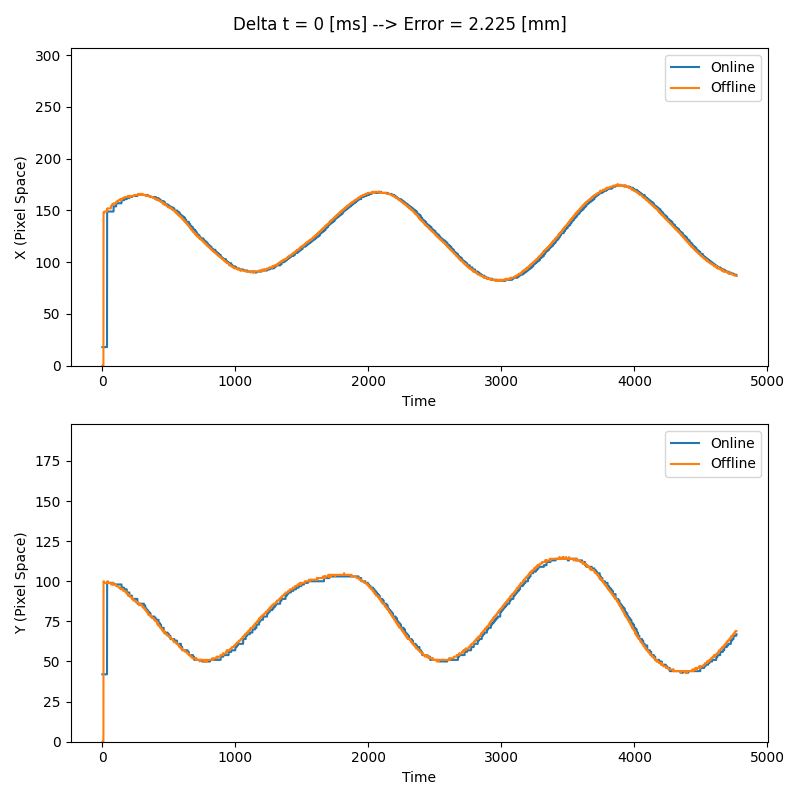 Delta t = 0 [ms] --> Error = 2.225 [mm]
300
250
200
150
100
50
0
X (Pixel Space)
Online
Offline
0 1000 2000 3000 4000 5000
Time
175
150
125
100
75
50
25
0
Y (Pixel Space)
Online
Offline
0 1000 2000 3000 4000 5000
Time